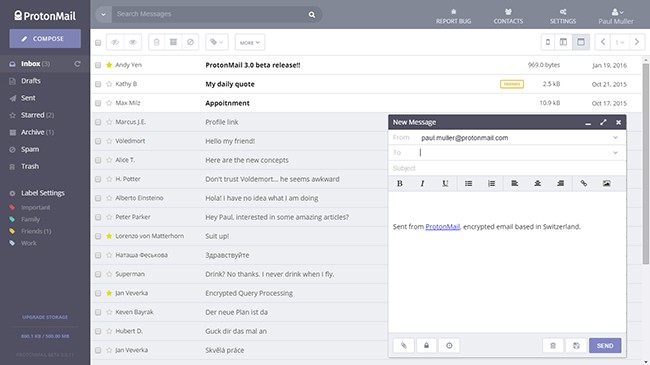 ProtonMail
Search Messages
REPORT BUG
CONTACTS
SETTINGS
Paul Muller
COMPOSE
MORE
1
Inbox (3)
Drafts
Sent
Starred (2)
Archive (1)
Spam
Trash
Label Settings
Important
Family
Friends (1)
Work
UPGRADE STORAGE
Andy Yen ProtonMail 3.0 beta release!! 969.0 bytes Jan 19, 2016
Kathy B My daily quote FRIENDS 2.5 kB Oct 21, 2015
Max Milz Appoitnment 10.9 kB Oct 17, 2015
Marcus J.E. Profile link
Voledmort Hello my friend!
Alice T. Here are the new concepts
H. Potter Don't trust Voldemort... he seems awkward
Alberto Einsteino Hola! I have no idea what I am doing
Peter Parker Hey Paul, interested in some amazing articles?
Lorenzo von Matterhorn Suit up!
Наташа Феськова Здравствуйте
Superman Drink? No thanks, I never drink when I fly.
Jan Veverka Encrypted Query Processing
Keven Bayrak Der neue Plan ist da
Hubert D. Guck dir das mal an
Jan Veverka Skvělá práce
New Message
From paul.muller@protonmail.com
To
Subject
B I U
Sent from ProtonMail, encrypted email based in Switzerland.
SEND